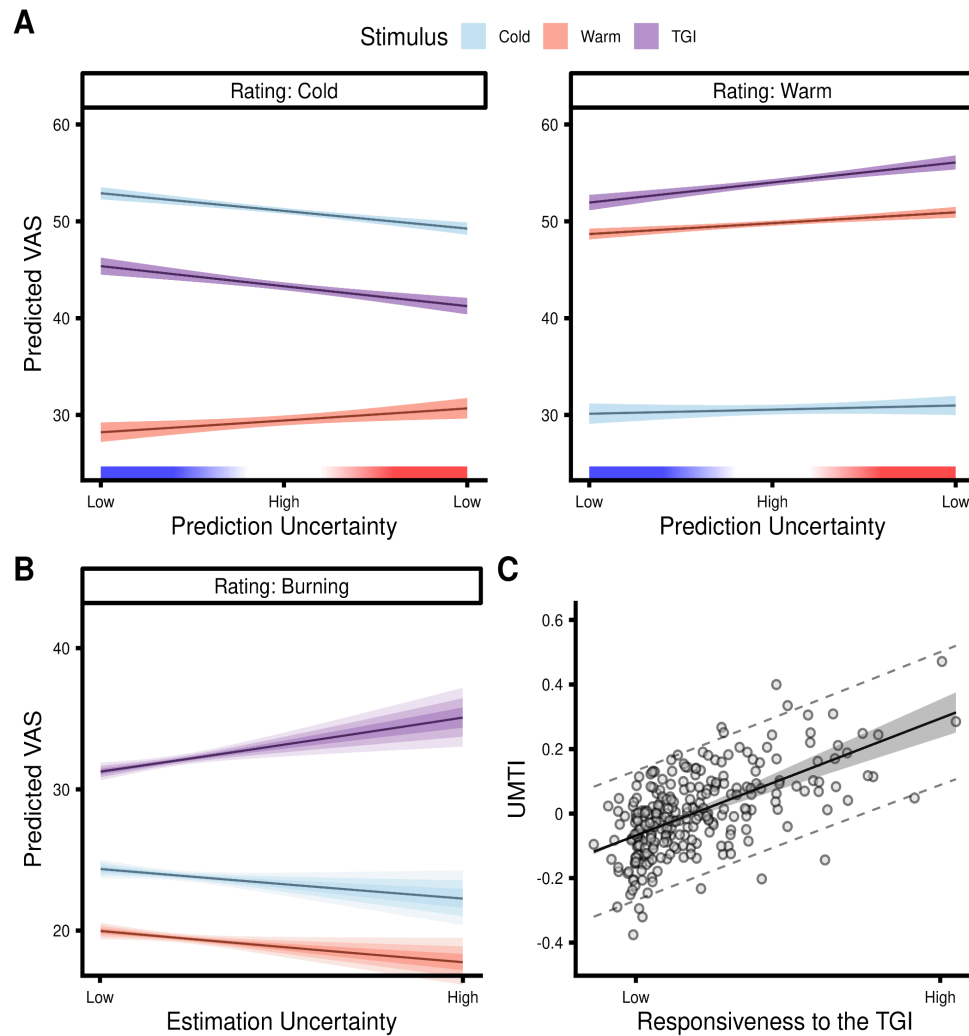 A
Stimulus Cold Warm TGI
Rating: Cold
Rating: Warm
Predicted VAS
60
50
40
30
60
50
40
30
Low High Low
Low High Low
Prediction Uncertainty
Prediction Uncertainty
B
C
Rating: Burning
Predicted VAS
40
30
20
Low High
Estimation Uncertainty
UMTI
0.6
0.4
0.2
0
-0.2
-0.4
Low High
Responsiveness to the TGI